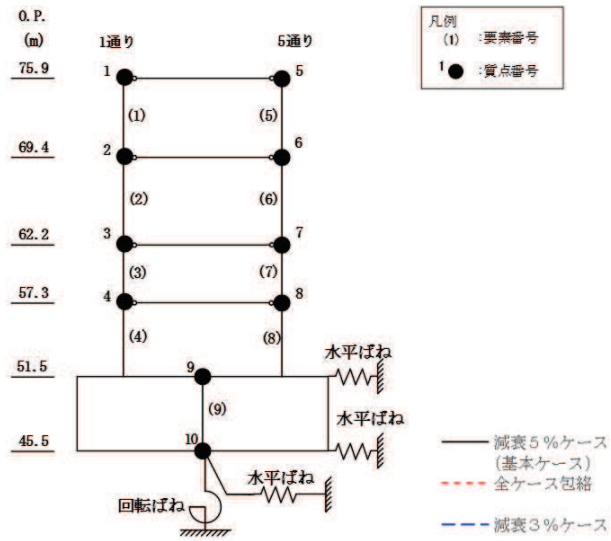 O.P.
(m)
1通り
5通り
凡例
(1) :要素番号
1 :質点番号
75.9
1
5
(1)
(5)
69.4
2
6
(2)
(6)
62.2
3
7
(3)
(7)
57.3
4
8
(4)
(8)
水平ばね
51.5
9
(9)
水平ばね
45.5
10
水平ばね
回転ばね
減衰5%ケース
(基本ケース)
全ケース包絡
減衰3%ケース